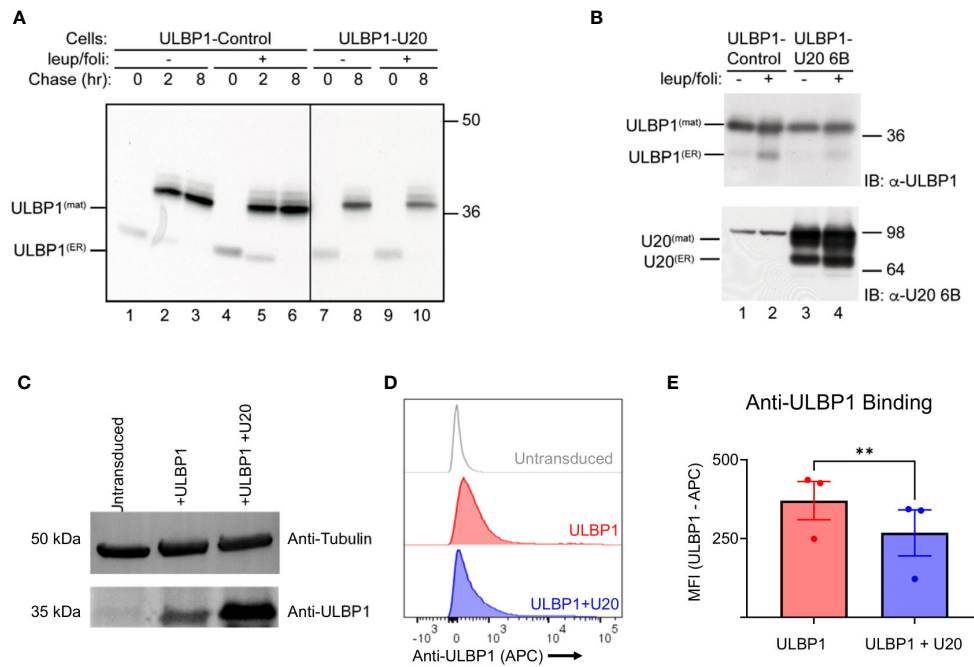 A
Cells: ULBP1-Control ULBP1-U20
leup/foli: - + - +
Chase (hr): 0 2 8 0 2 8 0 8 0 8
50
ULBP1(mat) 36
ULBP1(ER)
1 2 3 4 5 6 7 8 9 10
B
ULBP1- ULBP1-
Control U20 6B
leup/foli: - + - +
ULBP1(mat) 36
ULBP1(ER)
IB: α-ULBP1
U20(mat) 98
U20(ER) 64
IB: α-U20 6B
1 2 3 4
C
Untransduced
+ULBP1
+ULBP1 +U20
50 kDa Anti-Tubulin
35 kDa Anti-ULBP1
D
Untransduced
ULBP1
ULBP1+U20
-10³ 0 10³ 10⁴ 10⁵
Anti-ULBP1 (APC)
E
Anti-ULBP1 Binding
MFI (ULBP1 - APC)
500
**
250
ULBP1 ULBP1 + U20